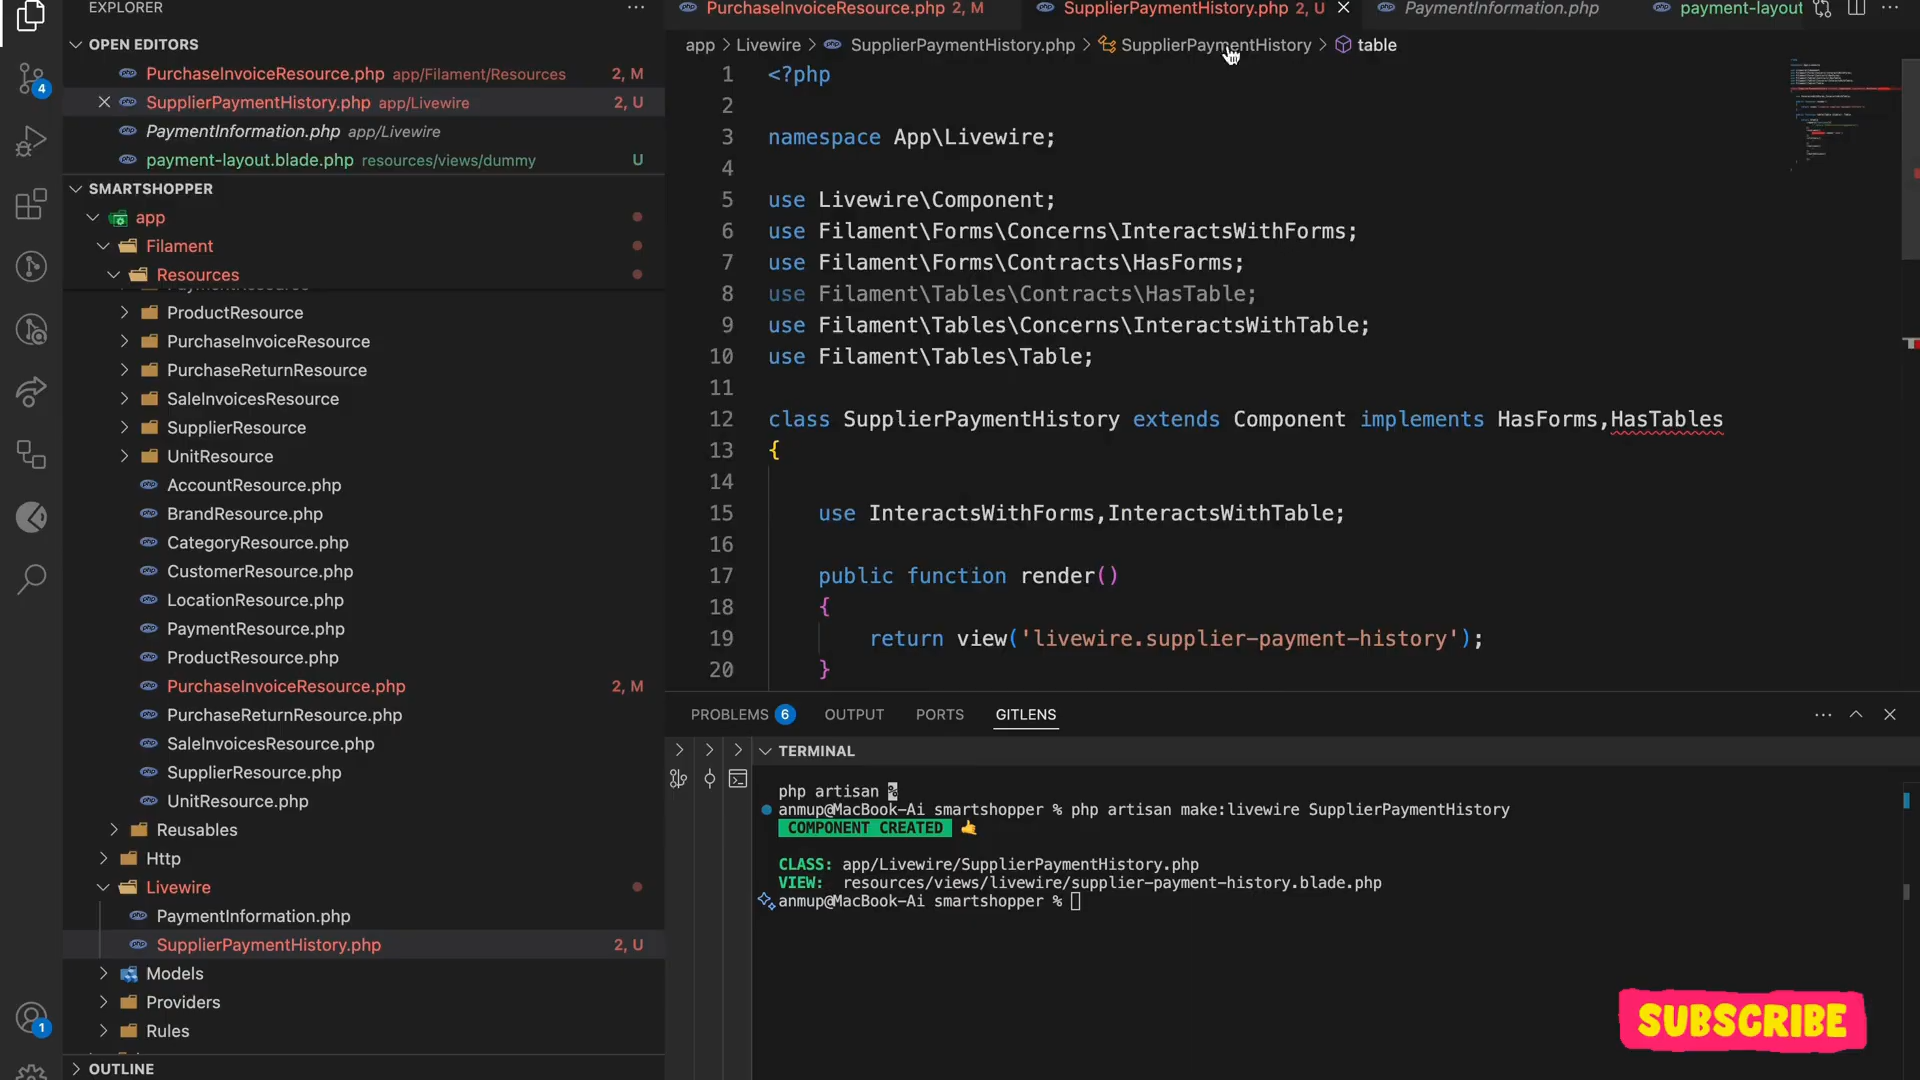 EXPLORER
OPEN EDITORS
PurchaseInvoiceResource.php app/Filament/Resources 2, M
SupplierPaymentHistory.php app/Livewire 2, U
PaymentInformation.php app/Livewire
payment-layout.blade.php resources/views/dummy U
SMARTSHOPPER
app
Filament
Resources
ProductResource
PurchaseInvoiceResource
PurchaseReturnResource
SaleInvoicesResource
SupplierResource
UnitResource
AccountResource.php
BrandResource.php
CategoryResource.php
CustomerResource.php
LocationResource.php
PaymentResource.php
ProductResource.php
PurchaseInvoiceResource.php 2, M
PurchaseReturnResource.php
SaleInvoicesResource.php
SupplierResource.php
UnitResource.php
Reusables
Http
Livewire
PaymentInformation.php
SupplierPaymentHistory.php 2, U
Models
Providers
Rules
OUTLINE
4
1
PurchaseInvoiceResource.php 2, M
SupplierPaymentHistory.php 2, U
PaymentInformation.php
payment-layout
app > Livewire > SupplierPaymentHistory.php > SupplierPaymentHistory > table
1 <?php
2
3 namespace App\Livewire;
4
5 use Livewire\Component;
6 use Filament\Forms\Concerns\InteractsWithForms;
7 use Filament\Forms\Contracts\HasForms;
8 use Filament\Tables\Contracts\HasTable;
9 use Filament\Tables\Concerns\InteractsWithTable;
10 use Filament\Tables\Table;
11
12 class SupplierPaymentHistory extends Component implements HasForms,HasTables
13 {
14
15 use InteractsWithForms,InteractsWithTable;
16
17 public function render()
18 {
19 return view('livewire.supplier-payment-history');
20 }
PROBLEMS 6 OUTPUT PORTS GITLENS
TERMINAL
php artisan %
anmup@MacBook-Ai smartshopper % php artisan make:livewire SupplierPaymentHistory
COMPONENT CREATED 🤙
CLASS: app/Livewire/SupplierPaymentHistory.php
VIEW: resources/views/livewire/supplier-payment-history.blade.php
anmup@MacBook-Ai smartshopper %
SUBSCRIBE